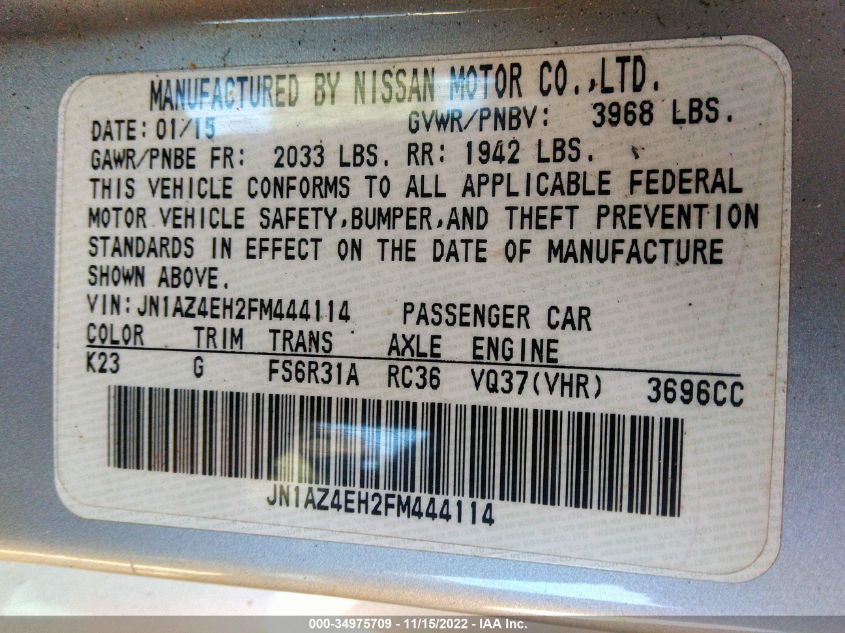 MANUFACTURED BY NISSAN MOTOR CO.,LTD.
DATE: 01/15 GVWR/PNBV: 3968 LBS.
GAWR/PNBE FR: 2033 LBS. RR: 1942 LBS.
THIS VEHICLE CONFORMS TO ALL APPLICABLE FEDERAL
MOTOR VEHICLE SAFETY,BUMPER,AND THEFT PREVENTION
STANDARDS IN EFFECT ON THE DATE OF MANUFACTURE
SHOWN ABOVE.
VIN: JN1AZ4EH2FM444114 PASSENGER CAR
COLOR TRIM TRANS AXLE ENGINE
K23 G FS6R31A RC36 VQ37(VHR) 3696CC
JN1AZ4EH2FM444114
000-34975709 - 11/15/2022 - IAA Inc.